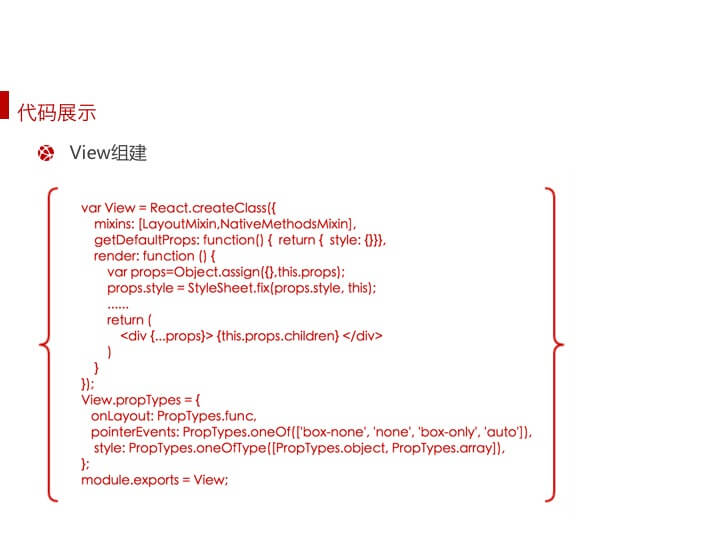 代码展示
View组建
var View = React.createClass({
mixins: [LayoutMixin,NativeMethodsMixin],
getDefaultProps: function() { return { style: {}}},
render: function () {
var props=Object.assign({},this.props);
props.style = StyleSheet.fix(props.style, this);
......
return (
<div {...props}> {this.props.children} </div>
)
}
});
View.propTypes = {
onLayout: PropTypes.func,
pointerEvents: PropTypes.oneOf(['box-none', 'none', 'box-only', 'auto']),
style: PropTypes.oneOfType([PropTypes.object, PropTypes.array]),
};
module.exports = View;